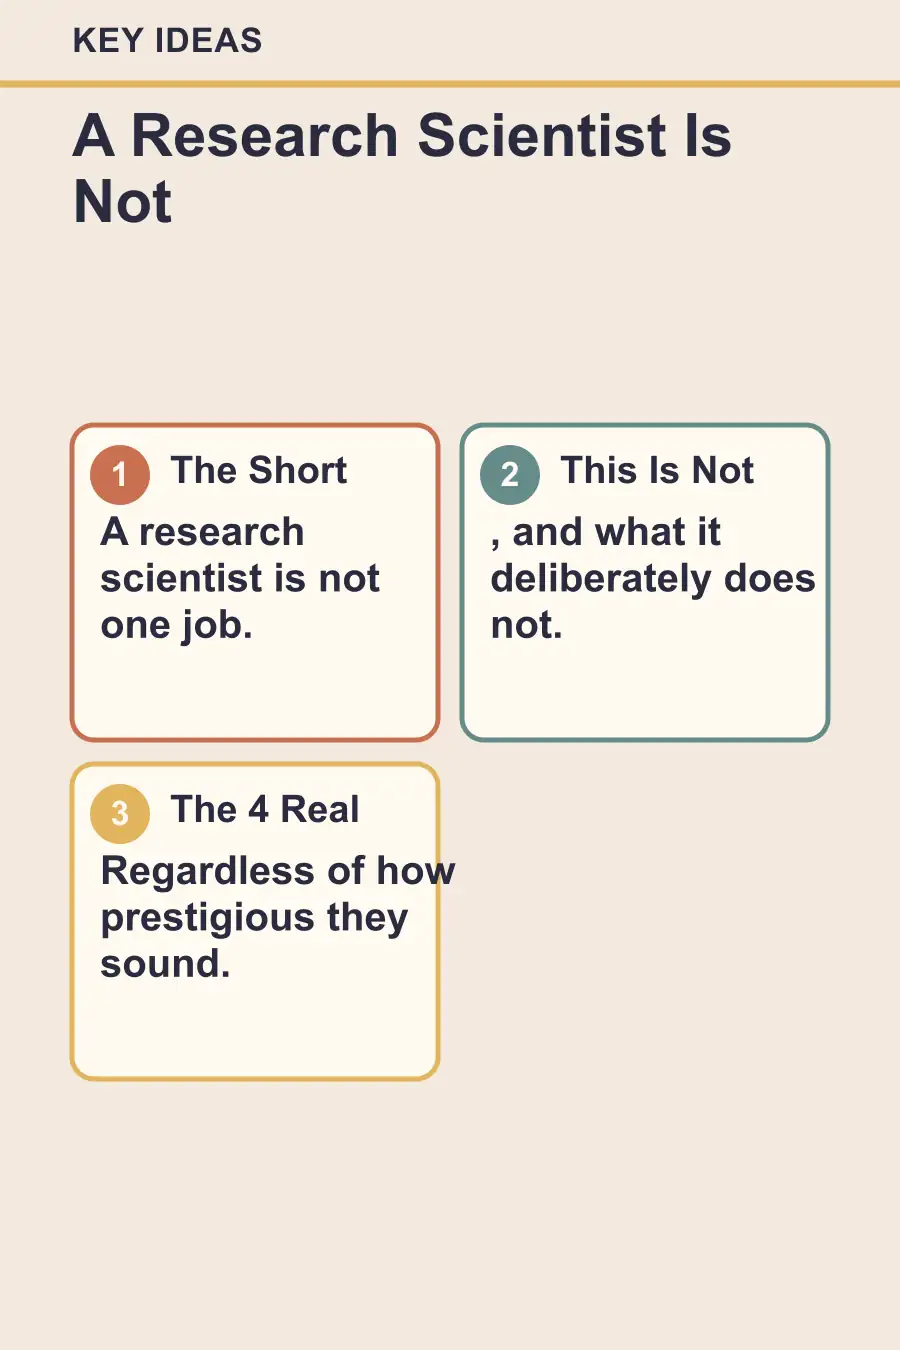 KEY IDEAS
A Research Scientist Is
Not
1 The Short
A research
scientist is not
one job.
2 This Is Not
, and what it
deliberately does
not.
3 The 4 Real
Regardless of how
prestigious they
sound.